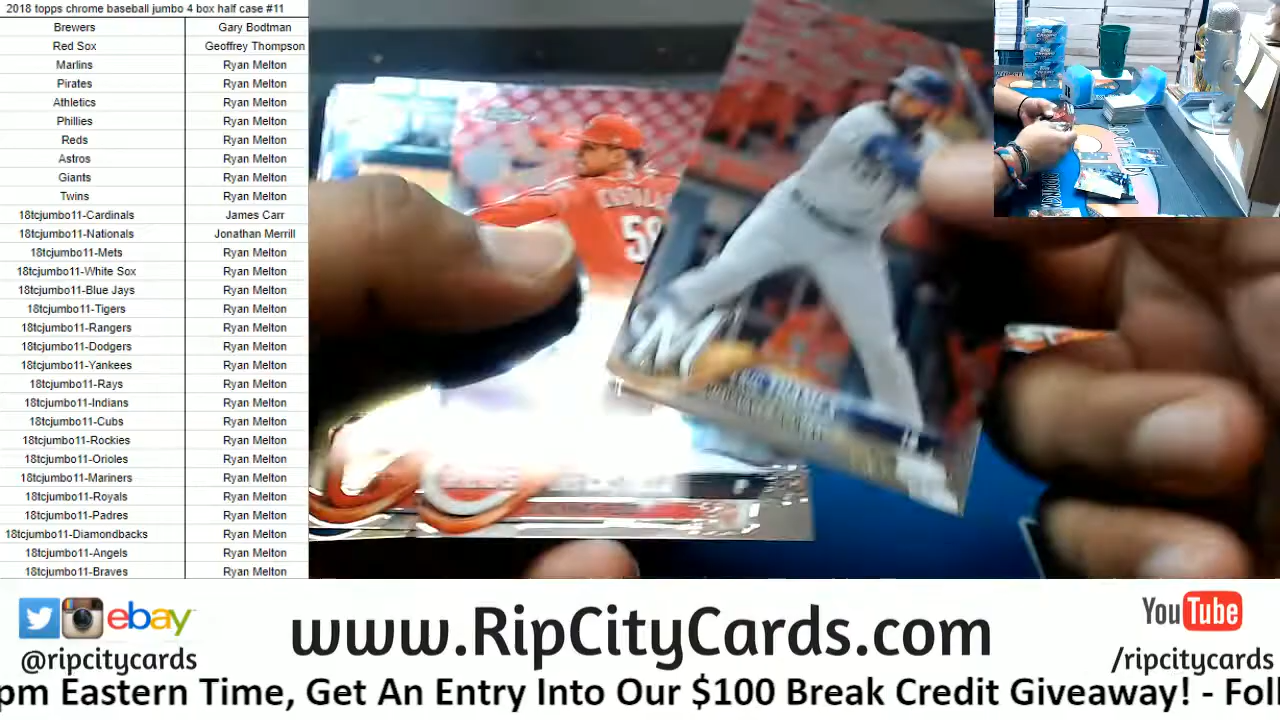 2018 topps chrome baseball jumbo 4 box half case #11
Brewers Gary Bodtman
Red Sox Geoffrey Thompson
Marlins Ryan Melton
Pirates Ryan Melton
Athletics Ryan Melton
Phillies Ryan Melton
Reds Ryan Melton
Astros Ryan Melton
Giants Ryan Melton
Twins Ryan Melton
18tcjumbo11-Cardinals James Carr
18tcjumbo11-Nationals Jonathan Merrill
18tcjumbo11-Mets Ryan Melton
18tcjumbo11-White Sox Ryan Melton
18tcjumbo11-Blue Jays Ryan Melton
18tcjumbo11-Tigers Ryan Melton
18tcjumbo11-Rangers Ryan Melton
18tcjumbo11-Dodgers Ryan Melton
18tcjumbo11-Yankees Ryan Melton
18tcjumbo11-Rays Ryan Melton
18tcjumbo11-Indians Ryan Melton
18tcjumbo11-Cubs Ryan Melton
18tcjumbo11-Rockies Ryan Melton
18tcjumbo11-Orioles Ryan Melton
18tcjumbo11-Mariners Ryan Melton
18tcjumbo11-Royals Ryan Melton
18tcjumbo11-Padres Ryan Melton
18tcjumbo11-Diamondbacks Ryan Melton
18tcjumbo11-Angels Ryan Melton
18tcjumbo11-Braves Ryan Melton
M
REDS
ebay
@ripcitycards
www.RipCityCards.com
YouTube
/ripcitycards
pm Eastern Time, Get An Entry Into Our $100 Break Credit Giveaway! - Foll